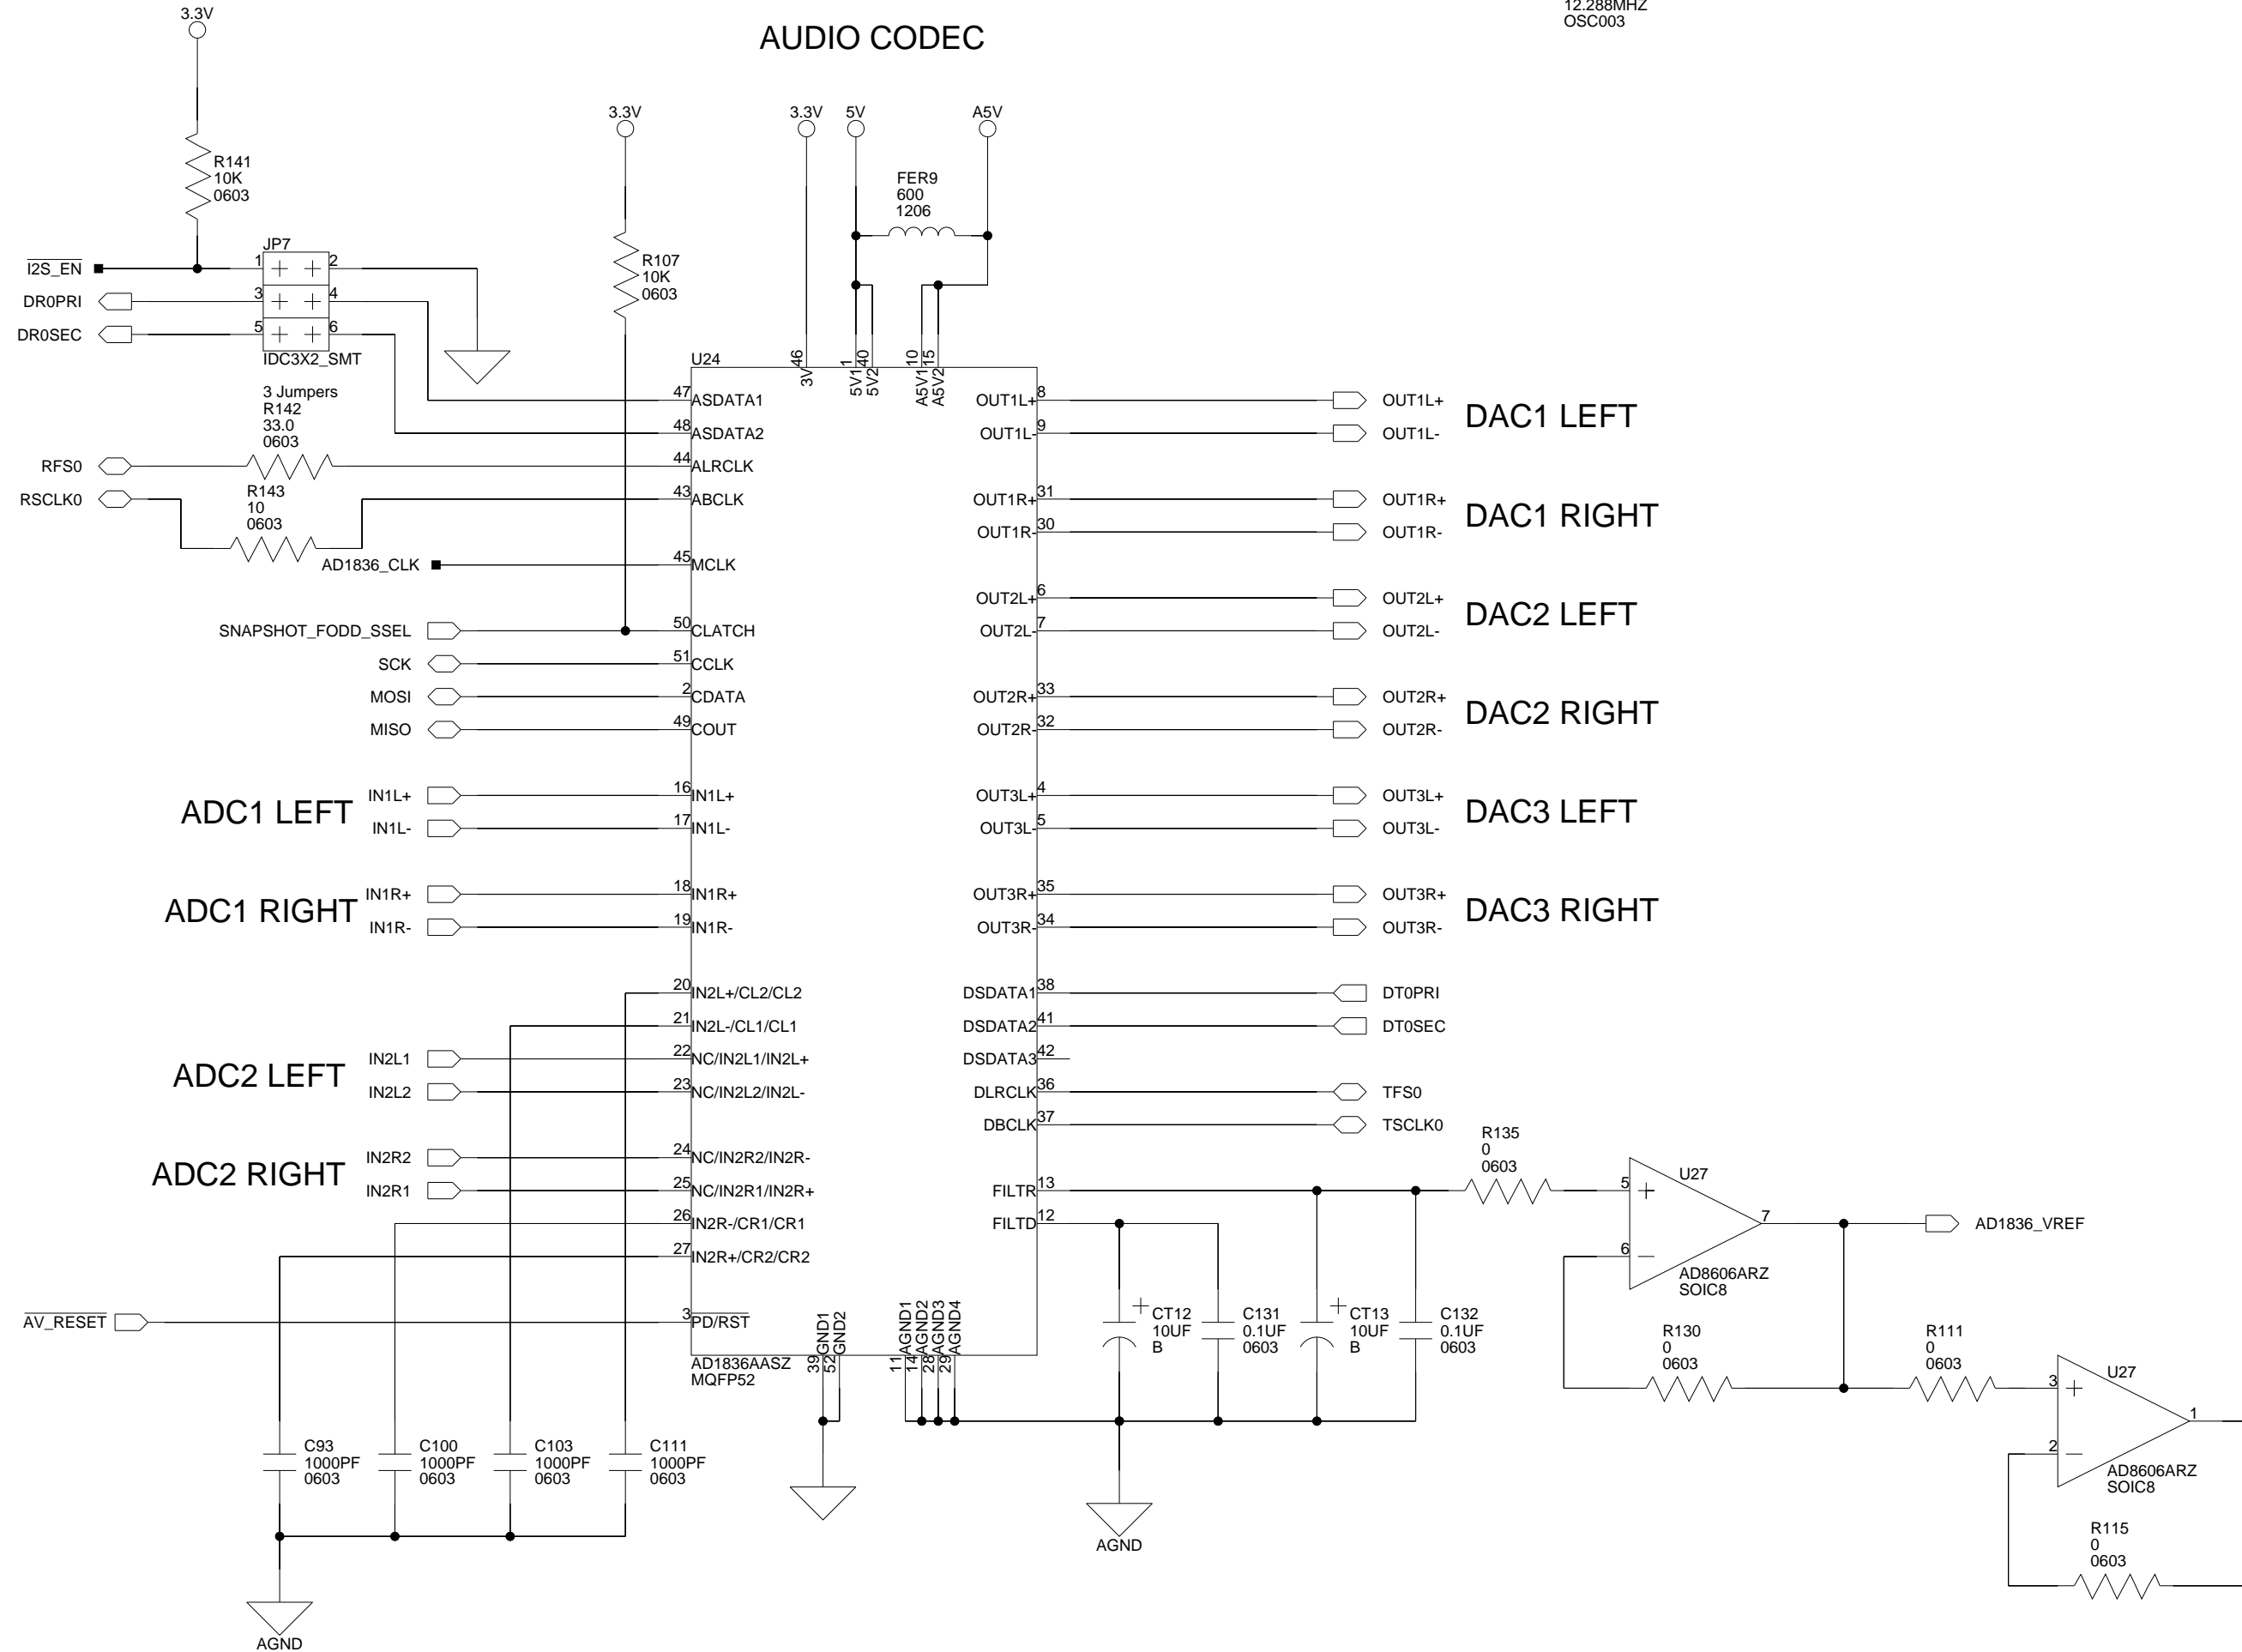 12.288MHZ
OSC003
AUDIO CODEC
3.3V
R141
10K
0603
3.3V
R107
10K
0603
3.3V
5V
A5V
FER9
600
1206
JP7
1
2
3
4
5
6
IDC3X2_SMT
3 Jumpers
I2S_EN
DR0PRI
DR0SEC
R142
33.0
0603
RFS0
RSCLK0
R143
10
0603
AD1836_CLK
SNAPSHOT_FODD_SSEL
SCK
MOSI
MISO
ADC1 LEFT
IN1L+
IN1L-
ADC1 RIGHT
IN1R+
IN1R-
ADC2 LEFT
IN2L1
IN2L2
ADC2 RIGHT
IN2R2
IN2R1
AV_RESET
U24
46
3V
1
5V1
40
5V2
10
A5V1
15
A5V2
47 ASDATA1
48 ASDATA2
44 ALRCLK
43 ABCLK
45 MCLK
50 CLATCH
51 CCLK
2 CDATA
49 COUT
16 IN1L+
17 IN1L-
18 IN1R+
19 IN1R-
20 IN2L+/CL2/CL2
21 IN2L-/CL1/CL1
22 NC/IN2L1/IN2L+
23 NC/IN2L2/IN2L-
24 NC/IN2R2/IN2R-
25 NC/IN2R1/IN2R+
26 IN2R-/CR1/CR1
27 IN2R+/CR2/CR2
3 PD/RST
AD1836AASZ
MQFP52
39 GND1
52 GND2
11 AGND1
14 AGND2
28 AGND3
29 AGND4
OUT1L+ 8 OUT1L+
OUT1L- 9 OUT1L-
DAC1 LEFT
OUT1R+ 31 OUT1R+
OUT1R- 30 OUT1R-
DAC1 RIGHT
OUT2L+ 6 OUT2L+
OUT2L- 7 OUT2L-
DAC2 LEFT
OUT2R+ 33 OUT2R+
OUT2R- 32 OUT2R-
DAC2 RIGHT
OUT3L+ 4 OUT3L+
OUT3L- 5 OUT3L-
DAC3 LEFT
OUT3R+ 35 OUT3R+
OUT3R- 34 OUT3R-
DAC3 RIGHT
DSDATA1 38 DT0PRI
DSDATA2 41 DT0SEC
DSDATA3 42
DLRCLK 36 TFS0
DBCLK 37 TSCLK0
FILTR 13
FILTD 12
R135
0
0603
5 +
6 -
7
U27
AD8606ARZ
SOIC8
AD1836_VREF
+ CT12
10UF
B
C131
0.1UF
0603
+ CT13
10UF
B
C132
0.1UF
0603
R130
0
0603
R111
0
0603
3 +
2 -
1
U27
AD8606ARZ
SOIC8
R115
0
0603
C93
1000PF
0603
C100
1000PF
0603
C103
1000PF
0603
C111
1000PF
0603
AGND
AGND